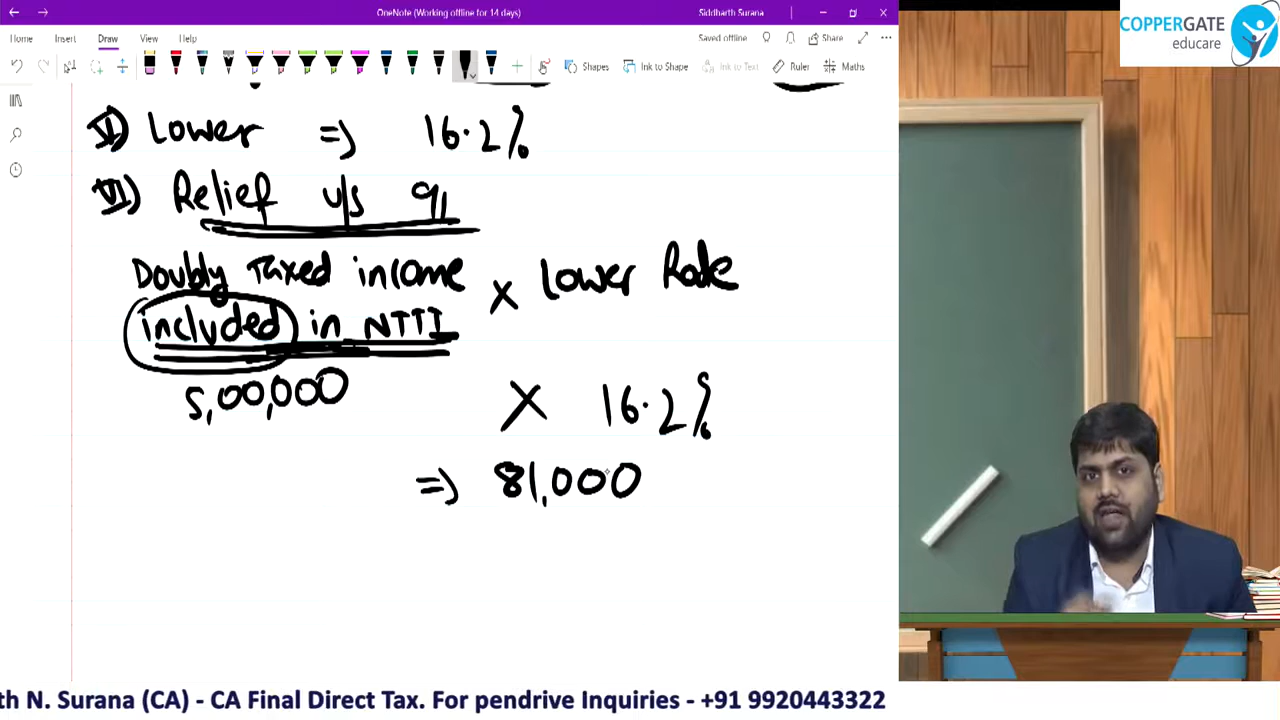 OneNote (Working offline for 14 days)
Siddharth Surana
Home Insert Draw View Help
Saved offline Share
Shapes Ink to Shape Ink to Text Ruler Maths
COPPERGATE
educare
V) Lower => 16.2%
VI) Relief u/s 91
Doubly Taxed income × Lower Rate
included in NTTI
5,00,000 × 16.2%
=> 81,000
th N. Surana (CA) - CA Final Direct Tax. For pendrive Inquiries - +91 9920443322